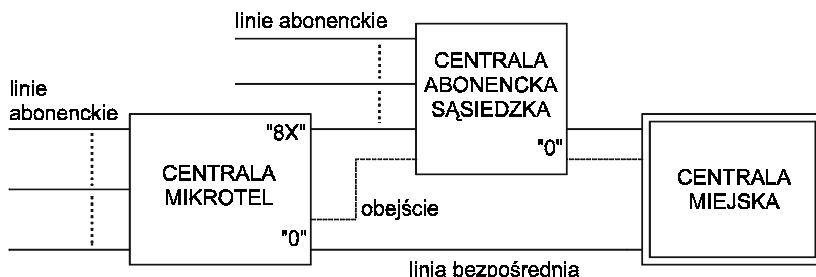 linie abonenckie
CENTRALA
ABONENCKA
SĄSIEDZKA
"0"
linie
abonenckie
"8X"
CENTRALA
MIKROTEL
"0"
obejście
CENTRALA
MIEJSKA
linia bezpośrednia